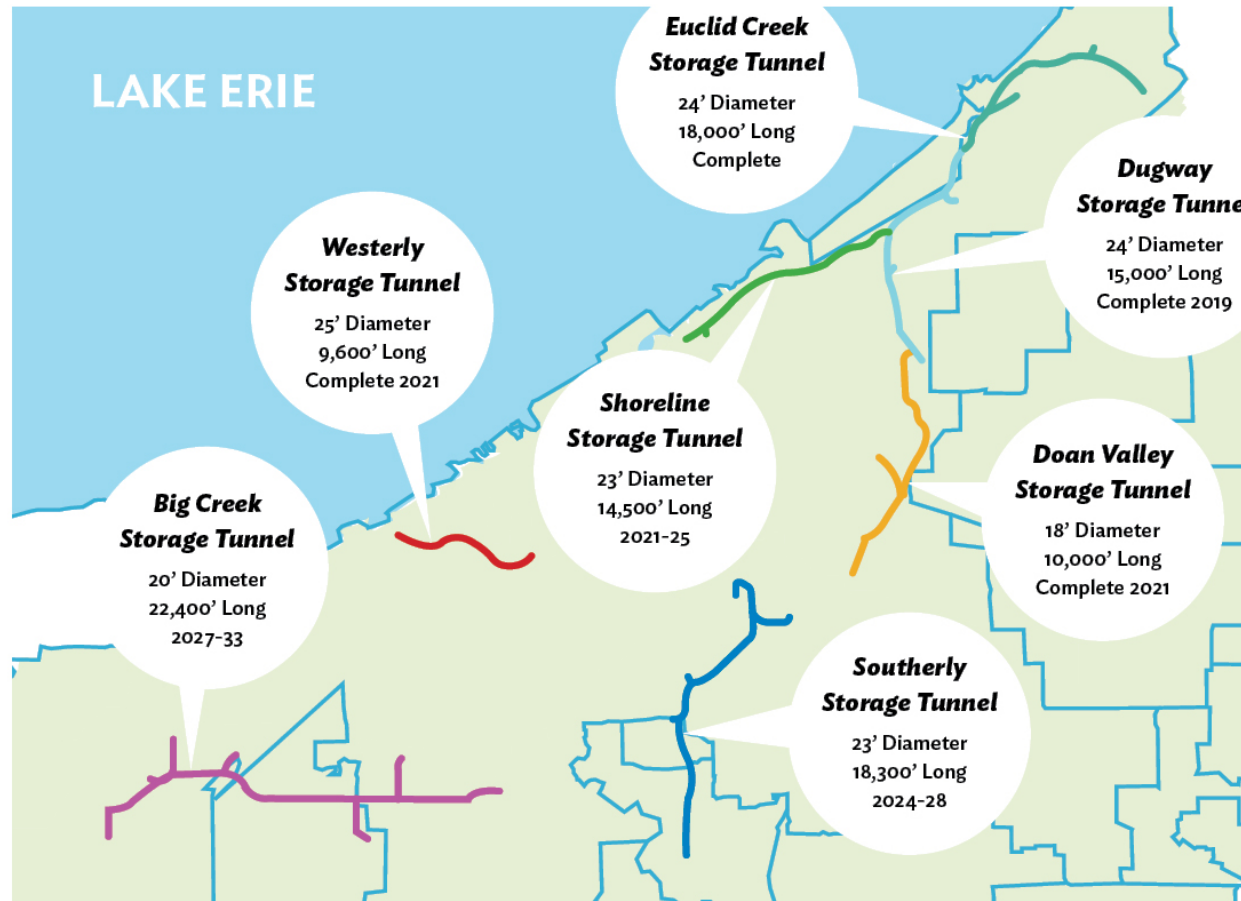 LAKE ERIE
Euclid Creek
Storage Tunnel
24’ Diameter
18,000’ Long
Complete
Dugway
Storage Tunne
24’ Diameter
15,000’ Long
Complete 2019
Westerly
Storage Tunnel
25’ Diameter
9,600’ Long
Complete 2021
Shoreline
Storage Tunnel
23’ Diameter
14,500’ Long
2021-25
Doan Valley
Storage Tunnel
18’ Diameter
10,000’ Long
Complete 2021
Big Creek
Storage Tunnel
20’ Diameter
22,400’ Long
2027-33
Southerly
Storage Tunnel
23’ Diameter
18,300’ Long
2024-28